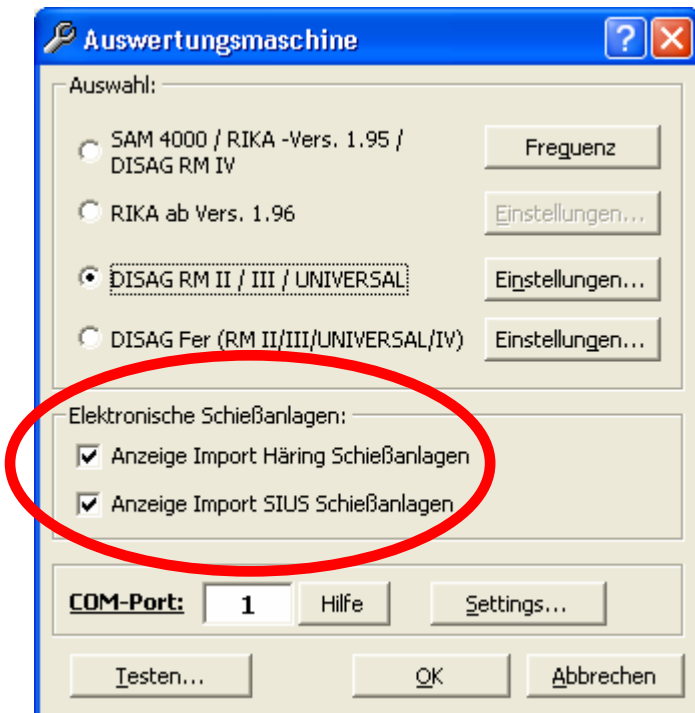 Auswertungsmaschine
Auswahl:
SAM 4000 / RIKA -Vers. 1.95 /
DISAG RM IV
Frequenz
RIKA ab Vers. 1.96
Einstellungen...
DISAG RM II / III / UNIVERSAL
Einstellungen...
DISAG Fer (RM II/III/UNIVERSAL/IV)
Einstellungen...
Elektronische Schießanlagen:
Anzeige Import Häring Schießanlagen
Anzeige Import SIUS Schießanlagen
COM-Port: 1 Hilfe Settings...
Testen... OK Abbrechen